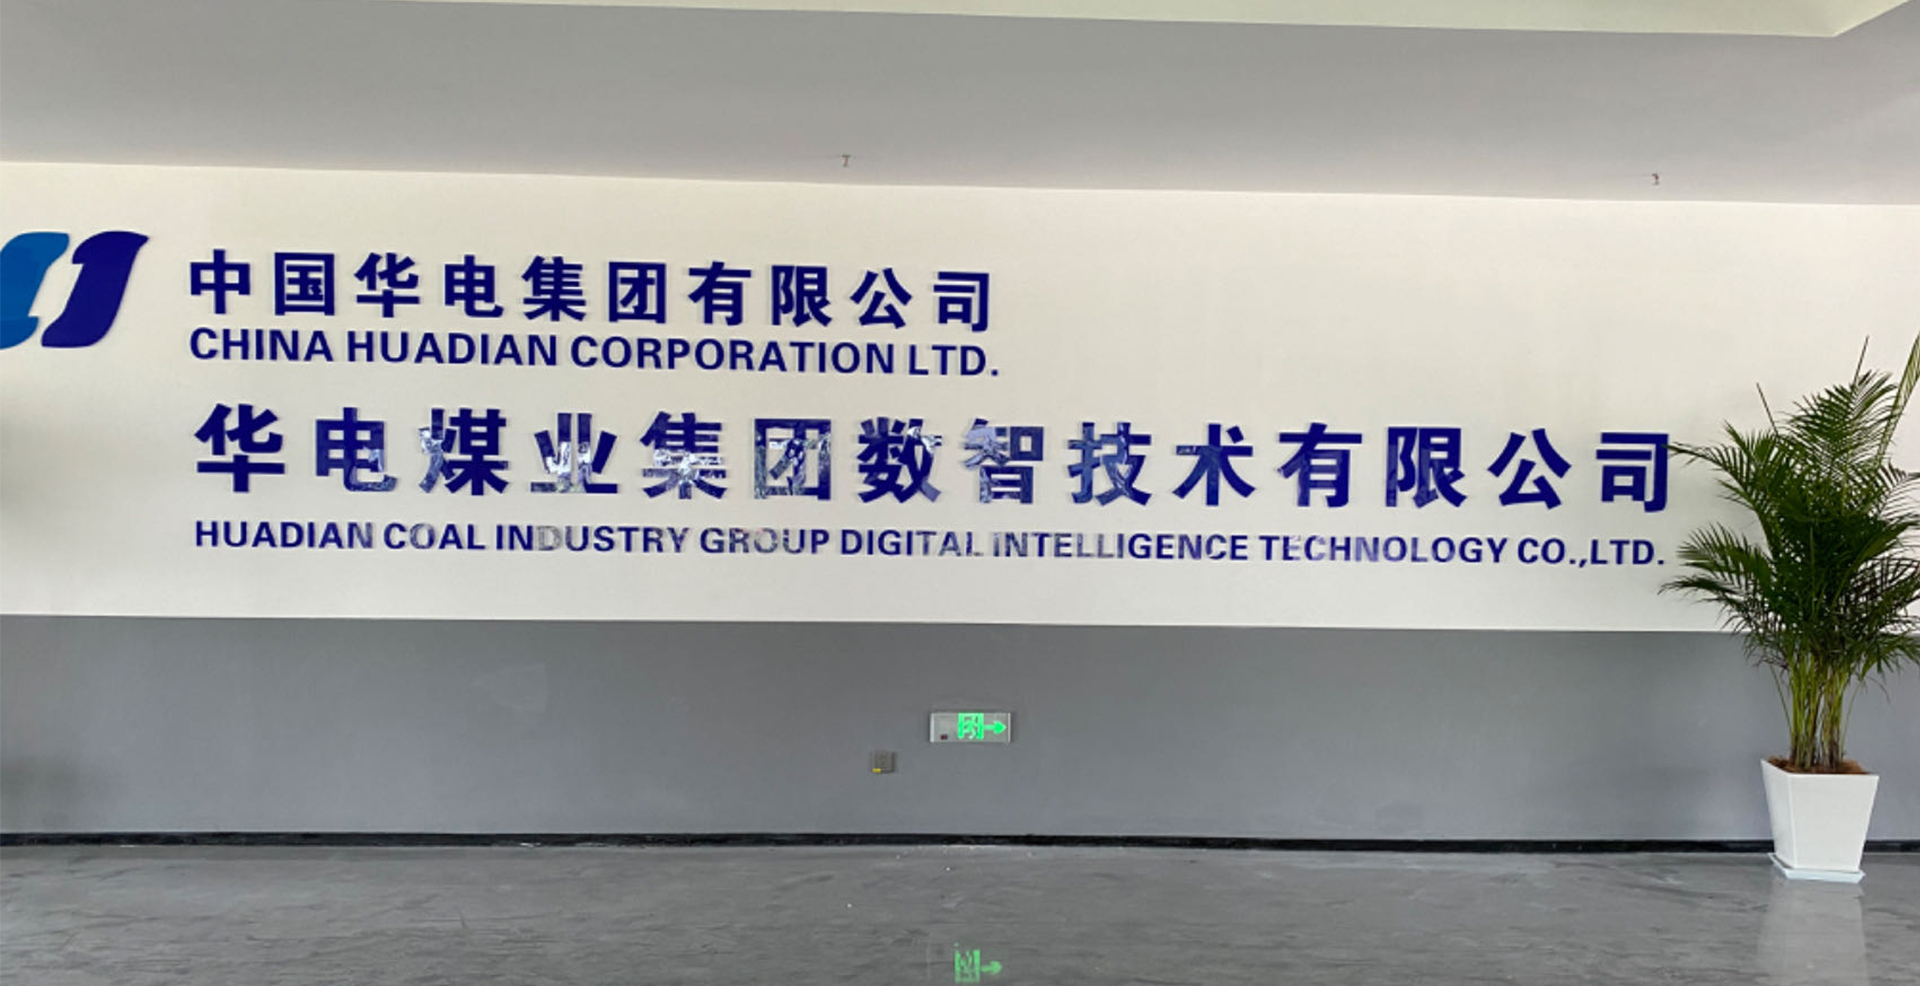 中国华电集团有限公司
CHINA HUADIAN CORPORATION LTD.
华电煤业集团数智技术有限公司
HUADIAN COAL INDUSTRY GROUP DIGITAL INTELLIGENCE TECHNOLOGY CO.,LTD.